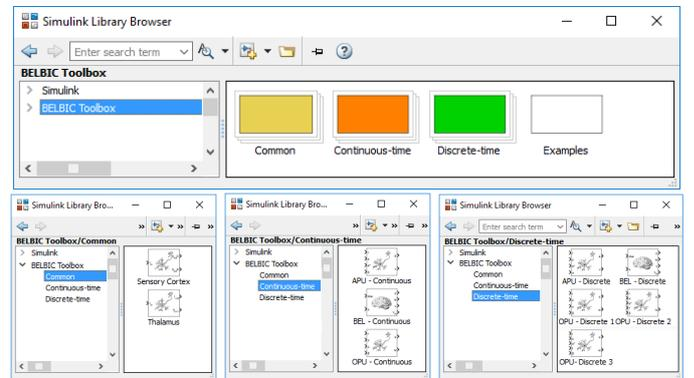 Simulink Library Browser
Enter search term
BELBIC Toolbox
Simulink
BELBIC Toolbox
Common
Continuous-time
Discrete-time
Examples
Simulink Library Bro...
BELBIC Toolbox/Common
Simulink
BELBIC Toolbox
Common
Continuous-time
Discrete-time
Sensory Cortex
Thalamus
Simulink Library Bro...
BELBIC Toolbox/Continuous-time
Simulink
BELBIC Toolbox
Common
Continuous-time
Discrete-time
APU - Continuous
BEL - Continuous
OPU - Continuous
Simulink Library Browser
Enter search term
BELBIC Toolbox/Discrete-time
Simulink
BELBIC Toolbox
Common
Continuous-time
Discrete-time
APU - Discrete
BEL - Discrete
OPU - Discrete 1
OPU - Discrete 2
OPU- Discrete 3